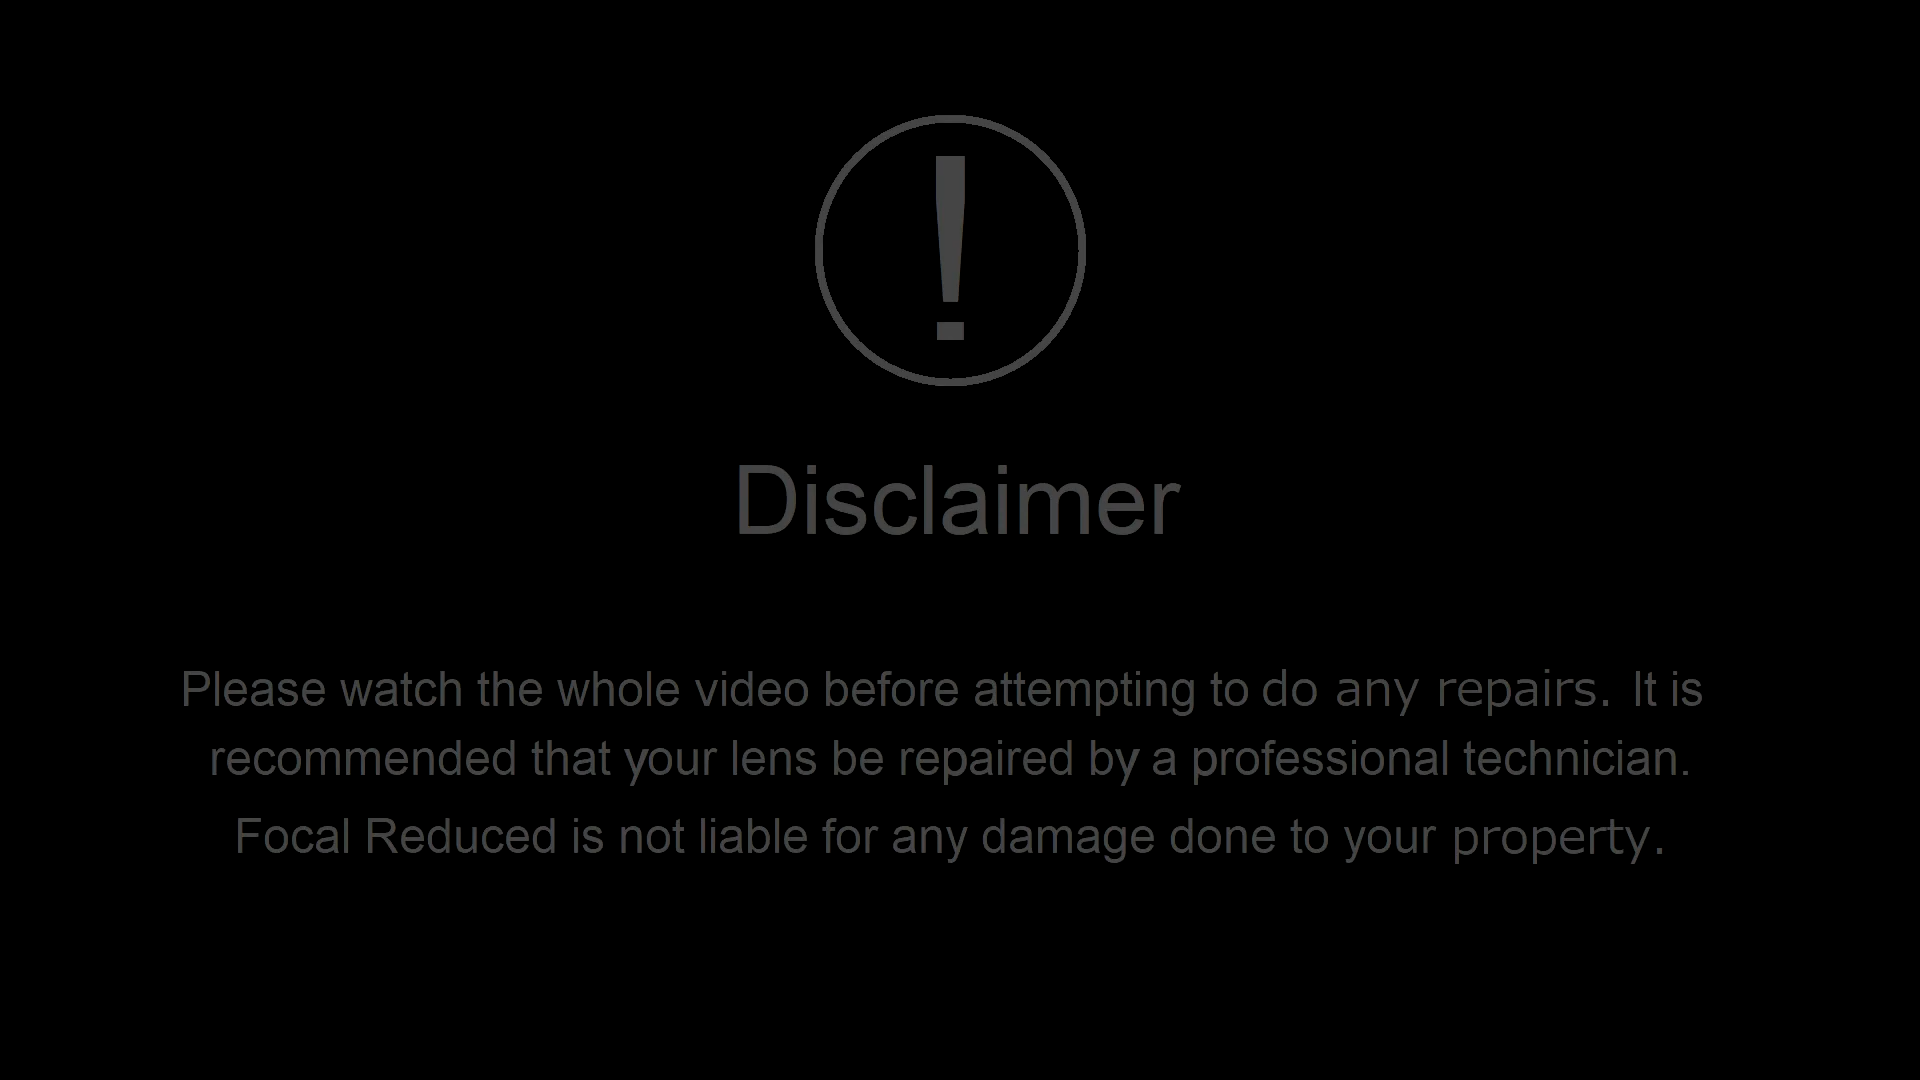 !
Disclaimer
Please watch the whole video before attempting to do any repairs. It is
recommended that your lens be repaired by a professional technician.
Focal Reduced is not liable for any damage done to your property.